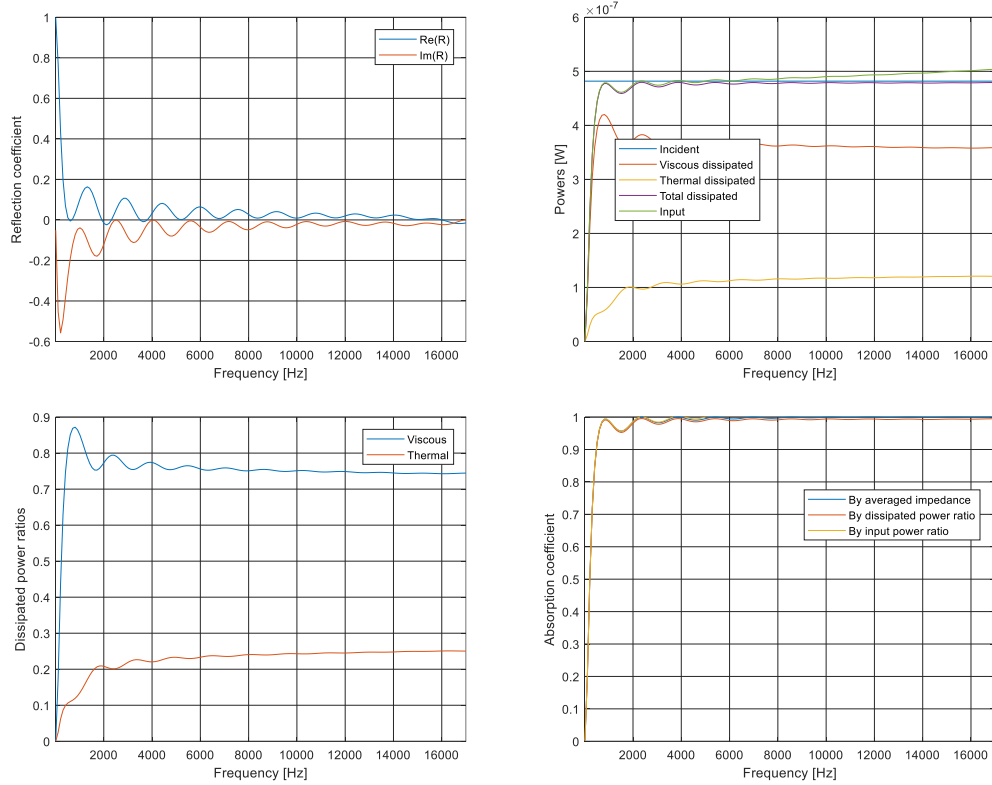 1
0.8
0.6
0.4
0.2
0
-0.2
-0.4
-0.6
Reflection coefficient
Re(R)
Im(R)
2000 4000 6000 8000 10000 12000 14000 16000
Frequency [Hz]
×10-7
6
5
4
3
2
1
0
Powers [W]
Incident
Viscous dissipated
Thermal dissipated
Total dissipated
Input
2000 4000 6000 8000 10000 12000 14000 16000
Frequency [Hz]
0.9
0.8
0.7
0.6
0.5
0.4
0.3
0.2
0.1
0
Dissipated power ratios
Viscous
Thermal
2000 4000 6000 8000 10000 12000 14000 16000
Frequency [Hz]
1
0.9
0.8
0.7
0.6
0.5
0.4
0.3
0.2
0.1
0
Absorption coefficient
By averaged impedance
By dissipated power ratio
By input power ratio
2000 4000 6000 8000 10000 12000 14000 16000
Frequency [Hz]